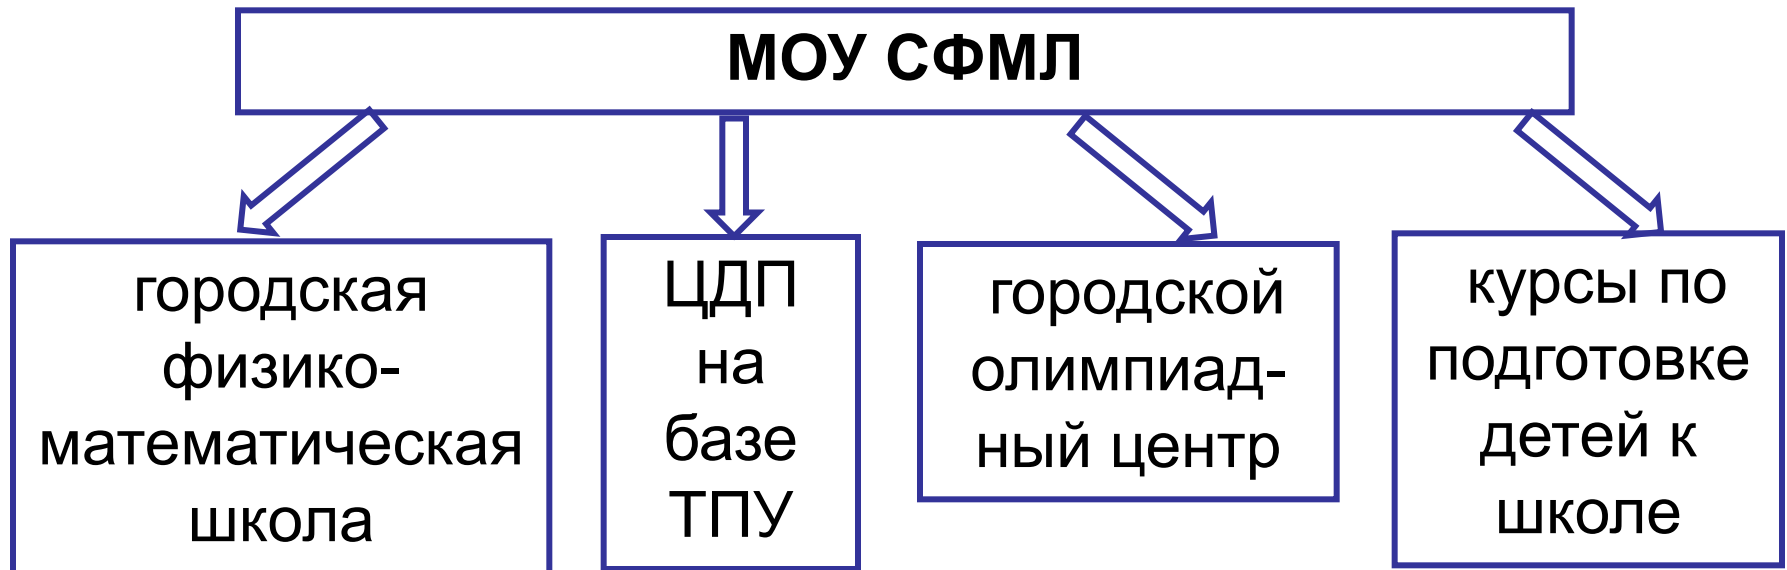 МОУ СФМЛ
городская
физико-
математическая
школа
ЦДП
на
базе
ТПУ
городской
олимпиад-
ный центр
курсы по
подготовке
детей к
школе